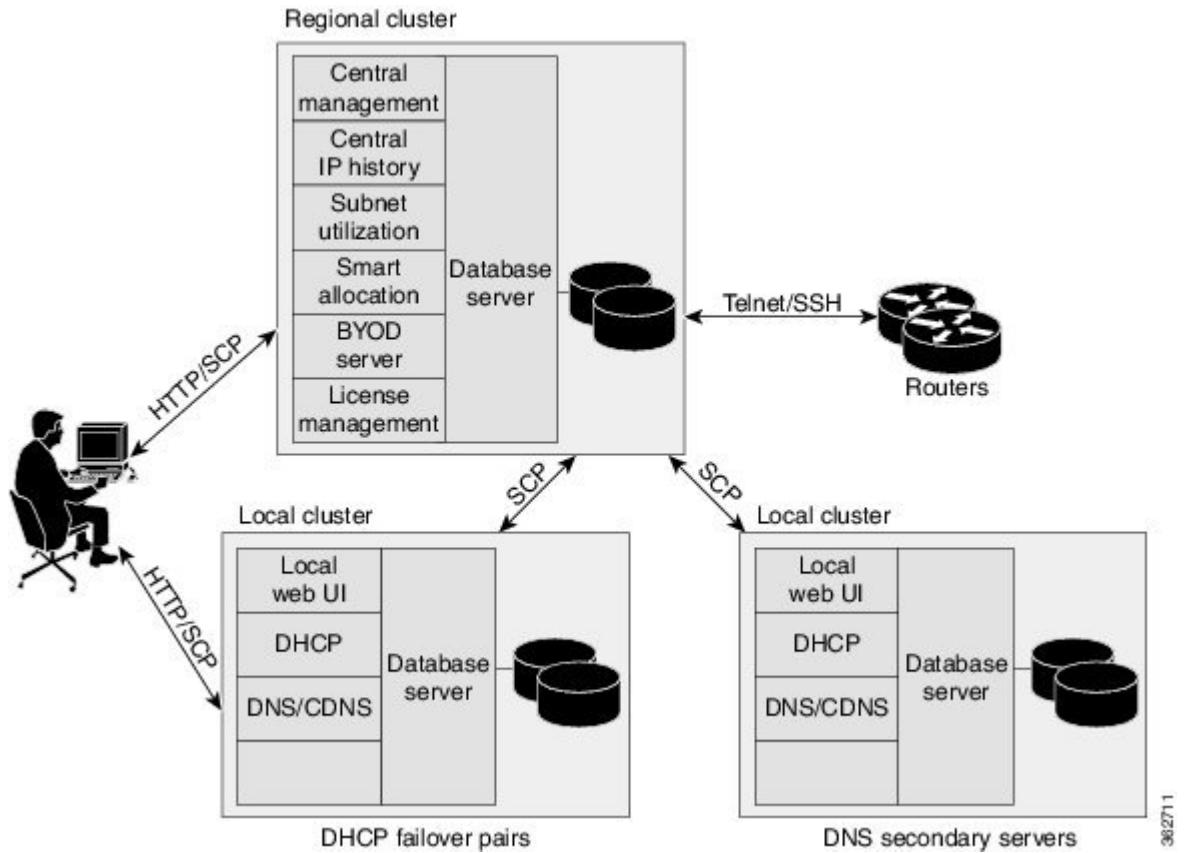 Regional cluster
Central
management
Central
IP history
Subnet
utilization
Smart
allocation
BYOD
server
License
management
Database
server
Telnet/SSH
Routers
HTTP/SCP
HTTP/SCP
SCP
SCP
Local cluster
Local
web UI
DHCP
DNS/CDNS
Database
server
DHCP failover pairs
Local cluster
Local
web UI
DHCP
DNS/CDNS
Database
server
DNS secondary servers
362711